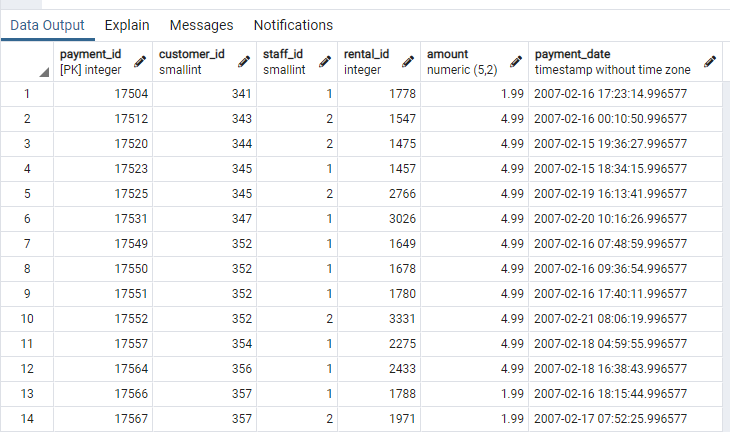 Data Output Explain Messages Notifications
payment_id customer_id staff_id rental_id amount payment_date
[PK] integer smallint smallint integer numeric (5,2) timestamp without time zone
1 17504 341 1 1778 1.99 2007-02-16 17:23:14.996577
2 17512 343 2 1547 4.99 2007-02-16 00:10:50.996577
3 17520 344 2 1475 4.99 2007-02-15 19:36:27.996577
4 17523 345 1 1457 4.99 2007-02-15 18:34:15.996577
5 17525 345 2 2766 4.99 2007-02-19 16:13:41.996577
6 17531 347 1 3026 4.99 2007-02-20 10:16:26.996577
7 17549 352 1 1649 4.99 2007-02-16 07:48:59.996577
8 17550 352 1 1678 4.99 2007-02-16 09:36:54.996577
9 17551 352 1 1780 4.99 2007-02-16 17:40:11.996577
10 17552 352 2 3331 4.99 2007-02-21 08:06:19.996577
11 17557 354 1 2275 4.99 2007-02-18 04:59:55.996577
12 17564 356 1 2433 4.99 2007-02-18 16:38:43.996577
13 17566 357 1 1788 1.99 2007-02-16 18:15:44.996577
14 17567 357 2 1971 1.99 2007-02-17 07:52:25.996577